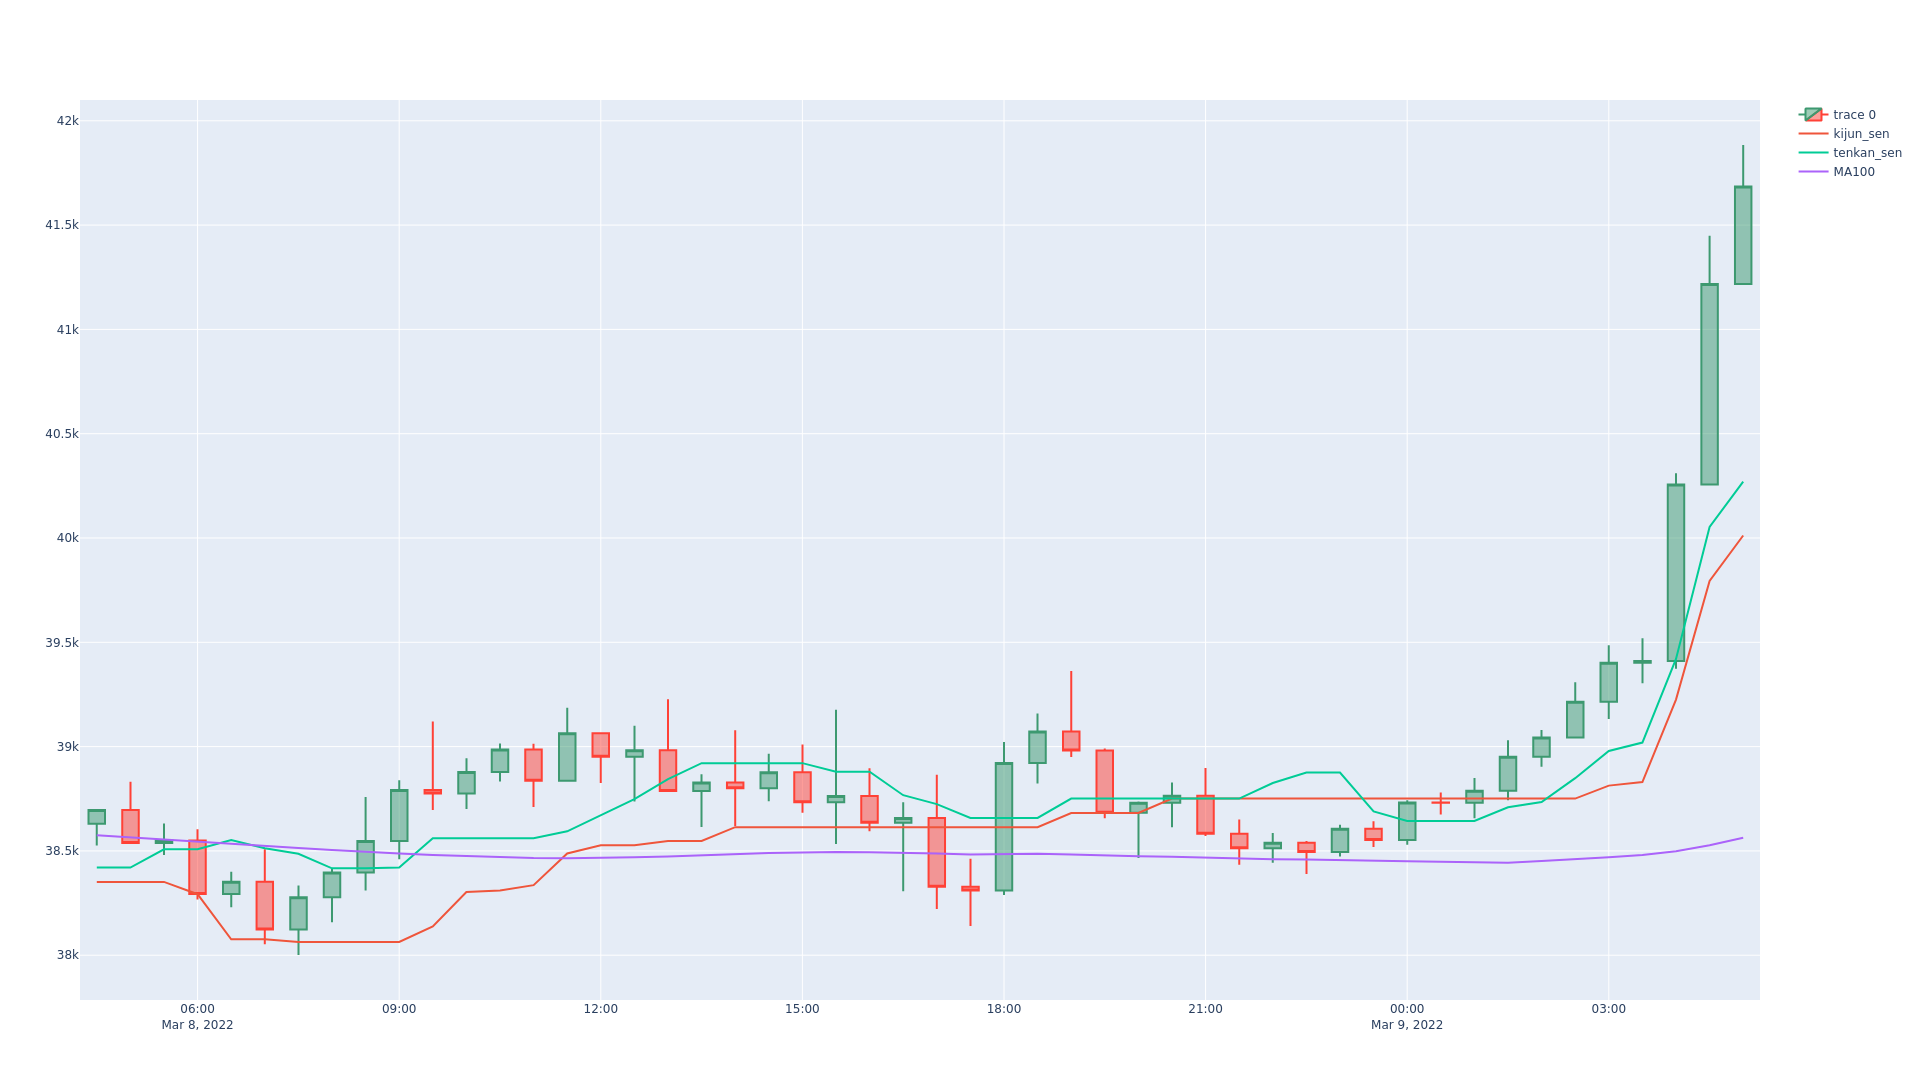 42k
41.5k
41k
40.5k
40k
39.5k
39k
38.5k
38k
06:00
Mar 8, 2022
09:00
12:00
15:00
18:00
21:00
00:00
Mar 9, 2022
03:00
trace 0
kijun_sen
tenkan_sen
MA100